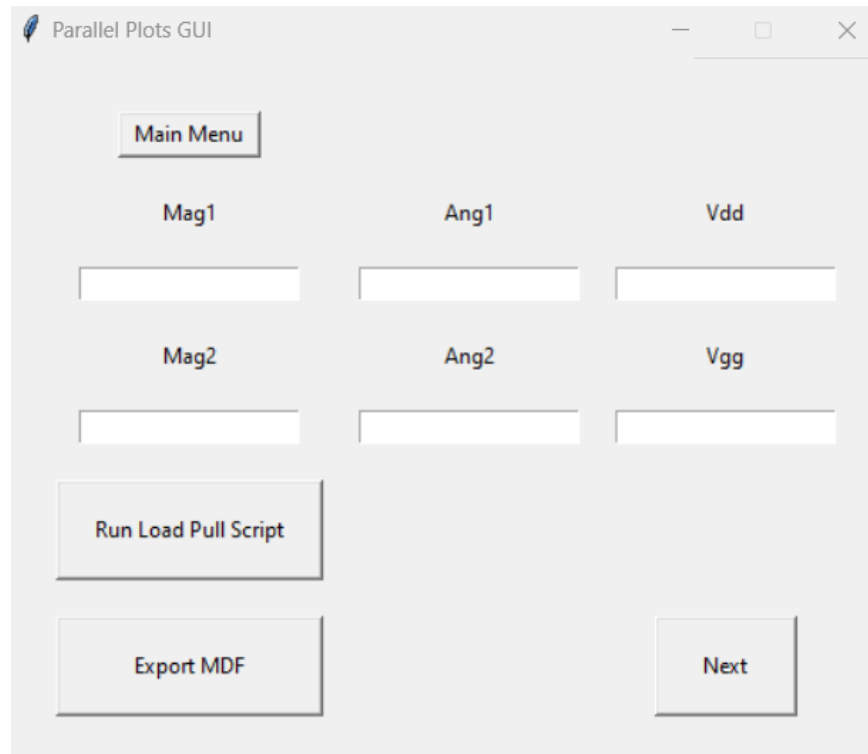 Parallel Plots GUI
Main Menu
Mag1 Ang1 Vdd
Mag2 Ang2 Vgg
Run Load Pull Script
Export MDF Next